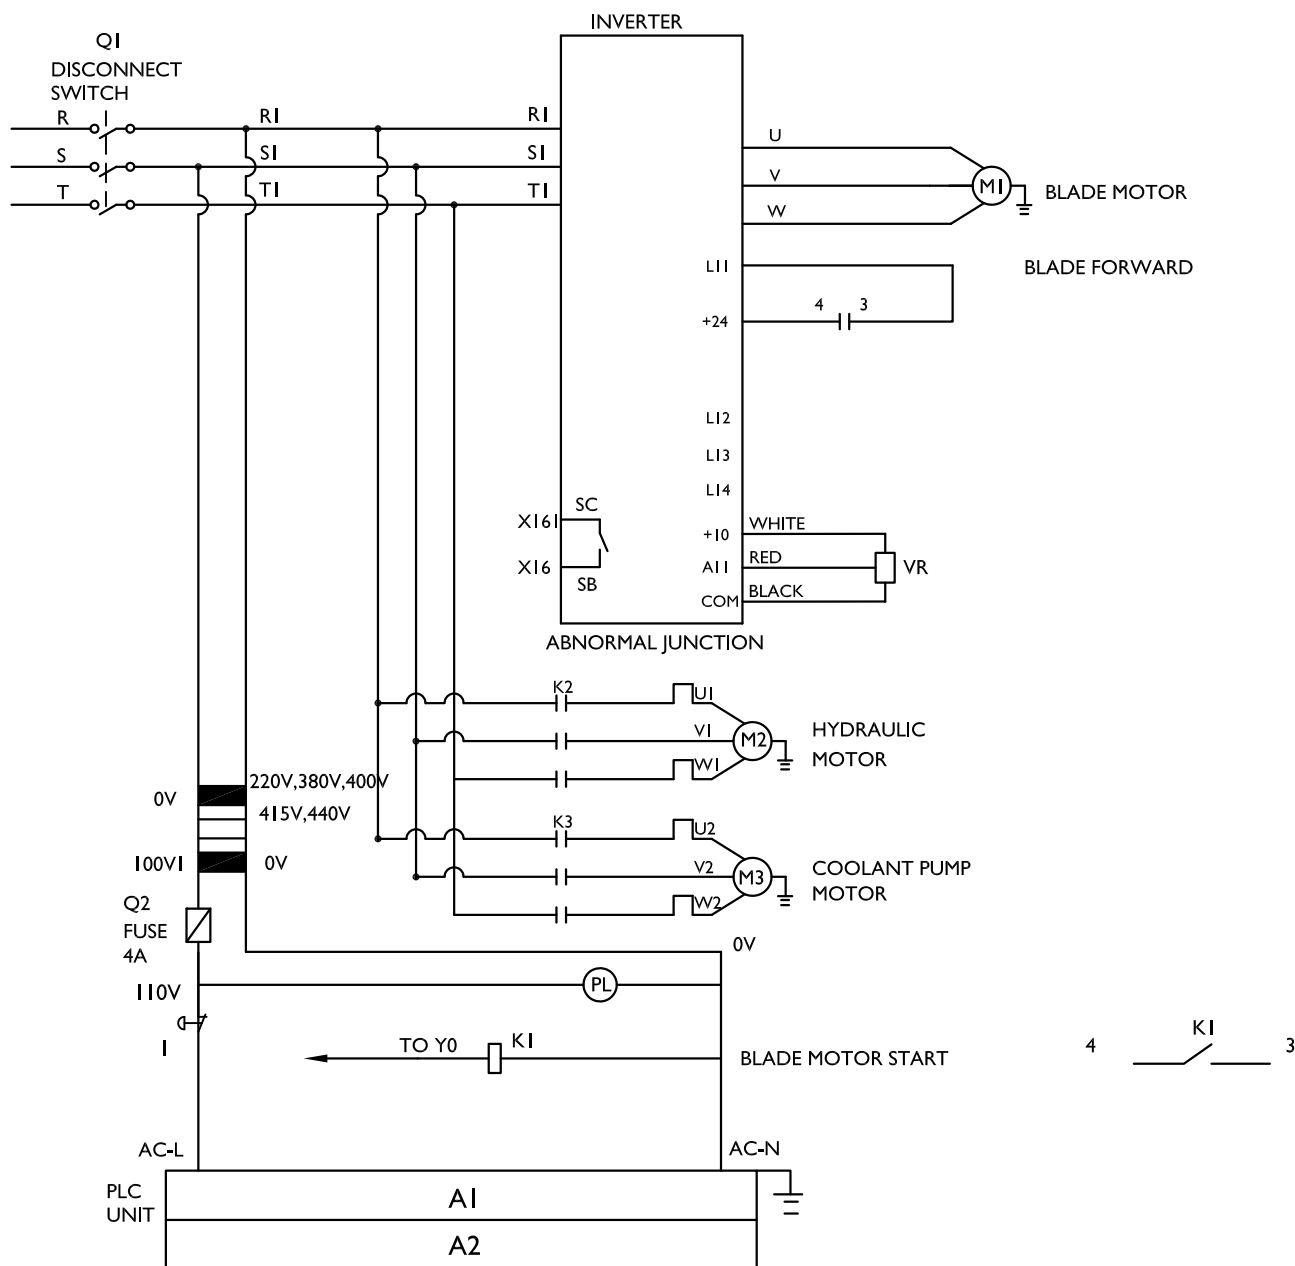 INVERTER
Q1
DISCONNECT
SWITCH
R
R1
R1
S
S1
S1
T
T1
T1
U
V
W
M1
BLADE MOTOR
L11
BLADE FORWARD
4 3
+24
L12
L13
L14
X161
SC
X16
SB
+10
WHITE
A11
RED
VR
COM
BLACK
ABNORMAL JUNCTION
K2
U1
V1
M2
W1
HYDRAULIC
MOTOR
0V
220V,380V,400V
415V,440V
100V1
0V
K3
U2
V2
M3
W2
COOLANT PUMP
MOTOR
Q2
FUSE
4A
0V
110V
PL
1
TO Y0
K1
BLADE MOTOR START
4
K1
3
AC-L
AC-N
PLC
UNIT
A1
A2